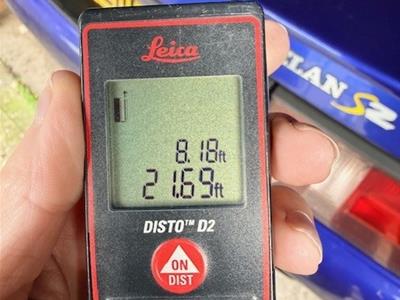 Leica
8.18ft
21.69ft
DISTO™ D2
ON
DIST
ELAN S2